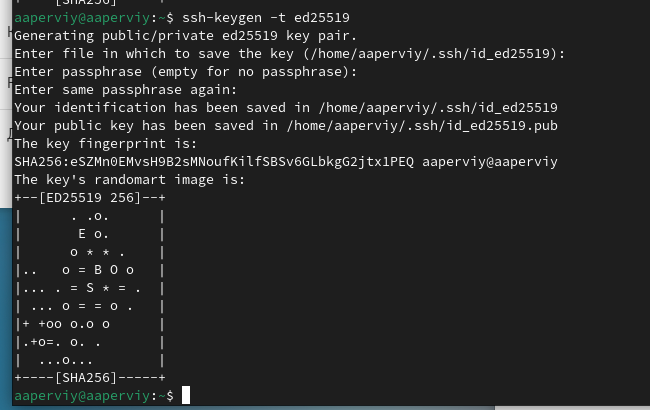 +----[SHA256]-----+
aaperviy@aaperviy:~$ ssh-keygen -t ed25519
Generating public/private ed25519 key pair.
Enter file in which to save the key (/home/aaperviy/.ssh/id_ed25519):
Enter passphrase (empty for no passphrase):
Enter same passphrase again:
Your identification has been saved in /home/aaperviy/.ssh/id_ed25519
Your public key has been saved in /home/aaperviy/.ssh/id_ed25519.pub
The key fingerprint is:
SHA256:eSZMn0EMvsH9B2sMNoufKilfSBSv6GLbkgG2jtx1PEQ aaperviy@aaperviy
The key's randomart image is:
+--[ED25519 256]--+
|      . .o.      |
|       E o.      |
|      o * * .    |
|..   o = B O o   |
|... . = S * = .  |
| ... o = = o .   |
|+ +oo o.o o      |
|.+o=. o. .       |
|  ...o...        |
+----[SHA256]-----+
aaperviy@aaperviy:~$